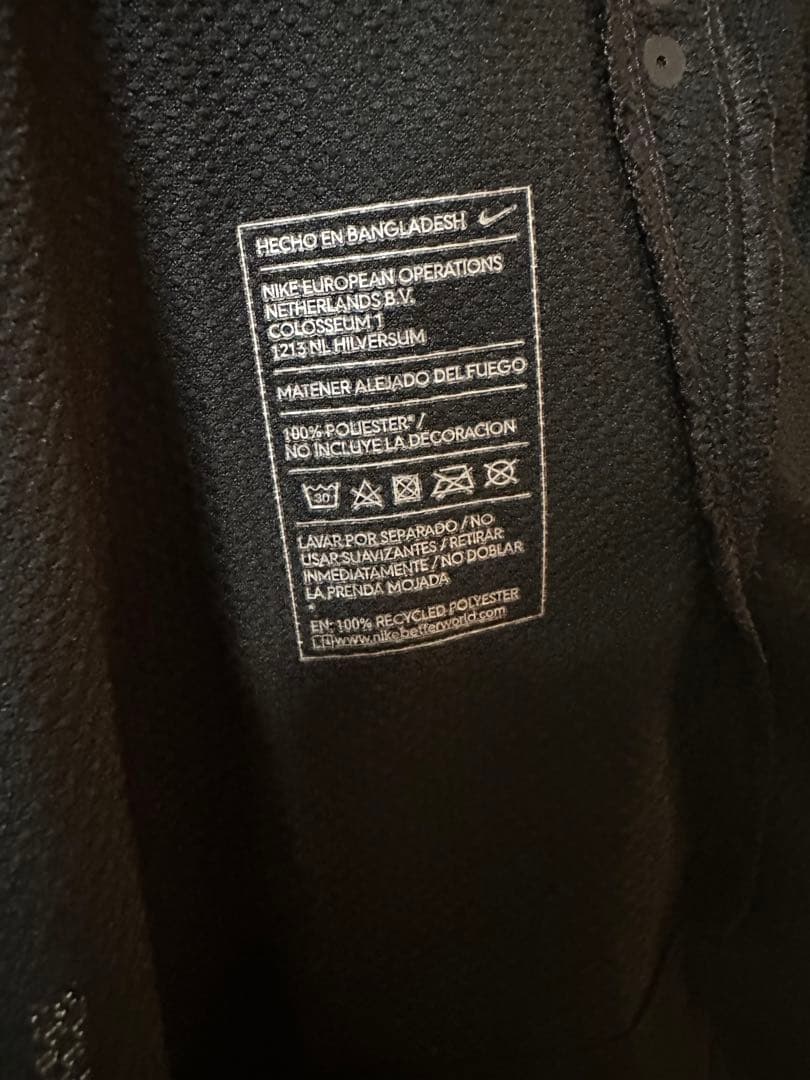 HECHO EN BANGLADESH
NIKE EUROPEAN OPERATIONS
NETHERLANDS B.V.
COLOSSEUM 1
1213 NL HILVERSUM
MATENER ALEJADO DEL FUEGO
100% POLIESTER* /
NO INCLUYE LA DECORACION
30
LAVAR POR SEPARADO / NO
USAR SUAVIZANTES / RETIRAR
INMEDIATAMENTE / NO DOBLAR
LA PRENDA MOJADA
*
EN: 100% RECYCLED POLYESTER
www.nikebetterworld.com